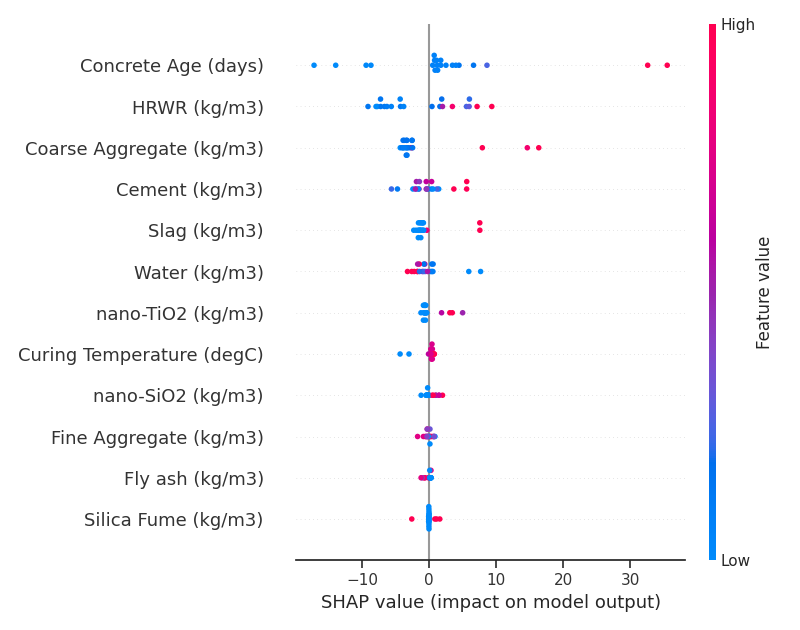 High
Concrete Age (days)
HRWR (kg/m3)
Coarse Aggregate (kg/m3)
Cement (kg/m3)
Slag (kg/m3)
Water (kg/m3)
nano-TiO2 (kg/m3)
Curing Temperature (degC)
nano-SiO2 (kg/m3)
Fine Aggregate (kg/m3)
Fly ash (kg/m3)
Silica Fume (kg/m3)
Feature value
Low
−10 0 10 20 30
SHAP value (impact on model output)